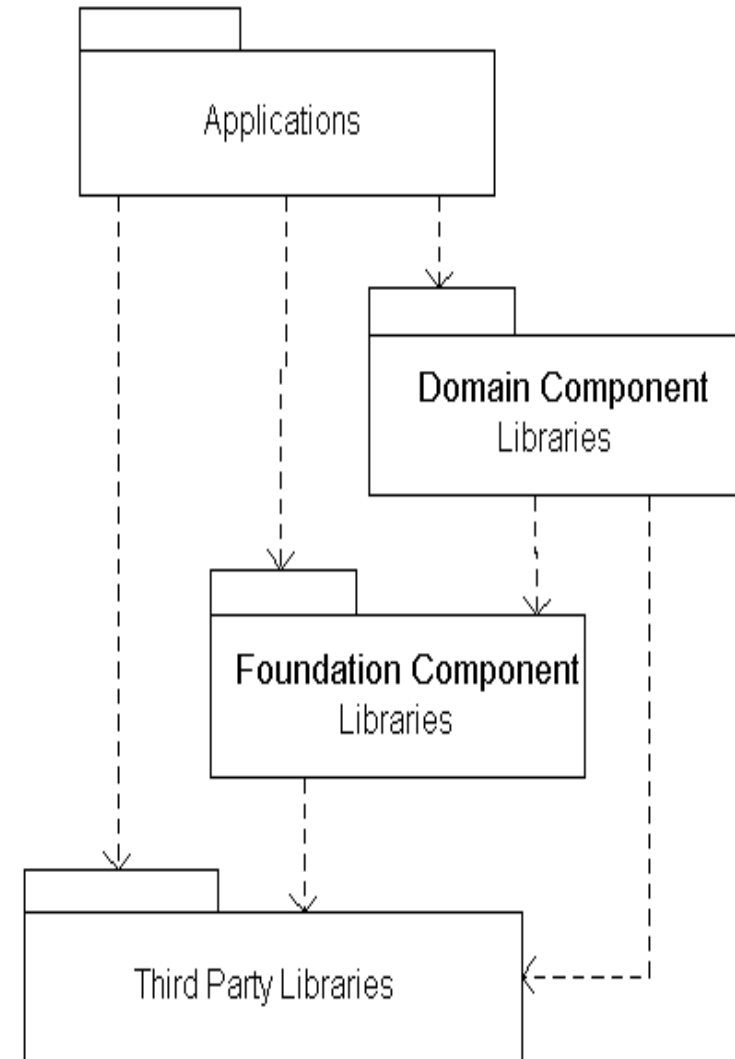 Applications
Domain Component
Libraries
Foundation Component
Libraries
Third Party Libraries